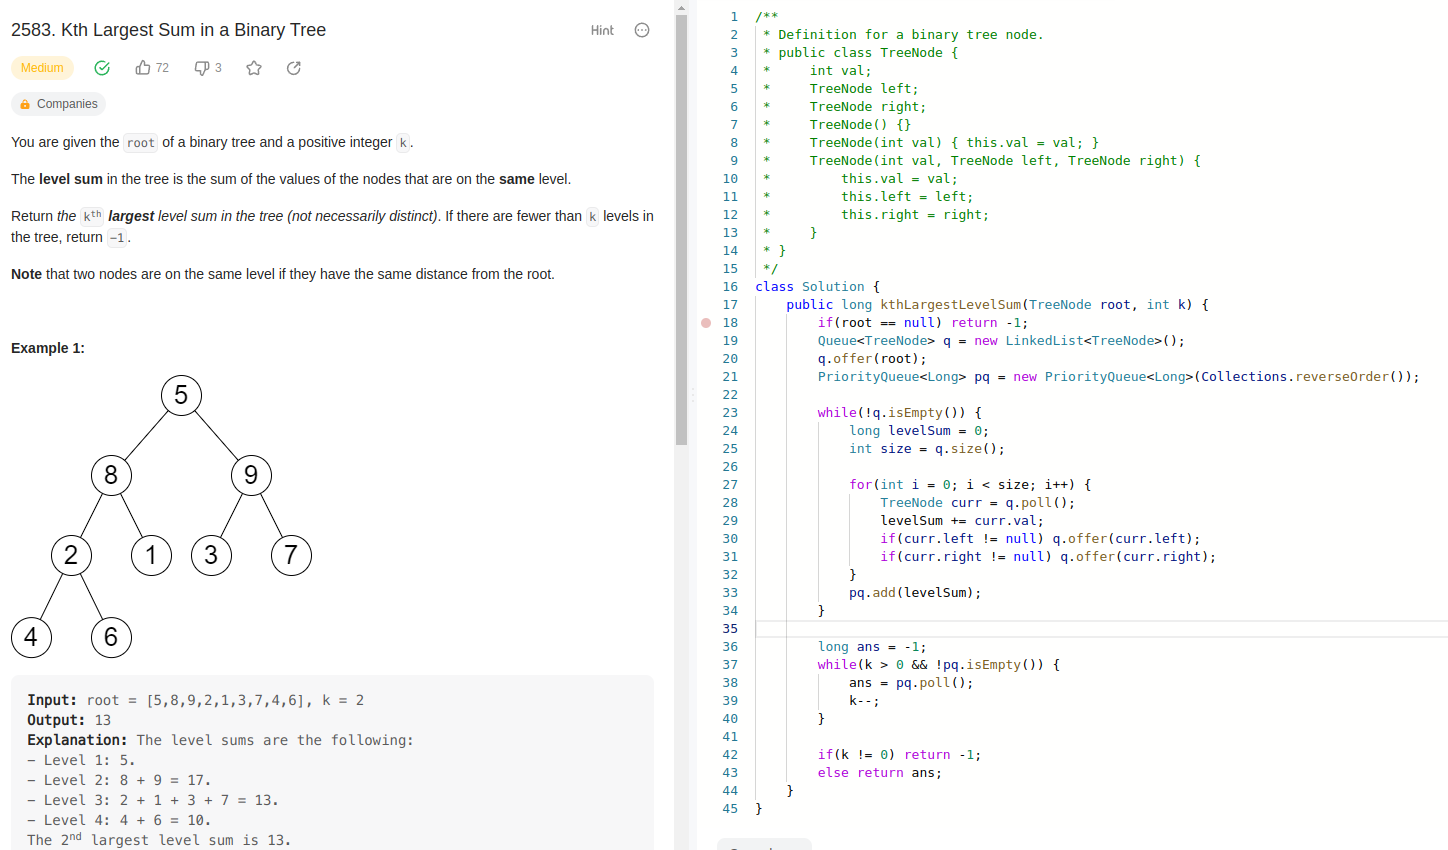 2583. Kth Largest Sum in a Binary Tree
Hint
Medium 72 3
Companies
You are given the root of a binary tree and a positive integer k.
The level sum in the tree is the sum of the values of the nodes that are on the same level.
Return the kth largest level sum in the tree (not necessarily distinct). If there are fewer than k levels in
the tree, return -1.
Note that two nodes are on the same level if they have the same distance from the root.
Example 1:
5
8 9
2 1 3 7
4 6
Input: root = [5,8,9,2,1,3,7,4,6], k = 2
Output: 13
Explanation: The level sums are the following:
- Level 1: 5.
- Level 2: 8 + 9 = 17.
- Level 3: 2 + 1 + 3 + 7 = 13.
- Level 4: 4 + 6 = 10.
The 2nd largest level sum is 13.
1 /**
2  * Definition for a binary tree node.
3  * public class TreeNode {
4  *     int val;
5  *     TreeNode left;
6  *     TreeNode right;
7  *     TreeNode() {}
8  *     TreeNode(int val) { this.val = val; }
9  *     TreeNode(int val, TreeNode left, TreeNode right) {
10  *         this.val = val;
11  *         this.left = left;
12  *         this.right = right;
13  *     }
14  * }
15  */
16 class Solution {
17     public long kthLargestLevelSum(TreeNode root, int k) {
18         if(root == null) return -1;
19         Queue<TreeNode> q = new LinkedList<TreeNode>();
20         q.offer(root);
21         PriorityQueue<Long> pq = new PriorityQueue<Long>(Collections.reverseOrder());
22
23         while(!q.isEmpty()) {
24             long levelSum = 0;
25             int size = q.size();
26
27             for(int i = 0; i < size; i++) {
28                 TreeNode curr = q.poll();
29                 levelSum += curr.val;
30                 if(curr.left != null) q.offer(curr.left);
31                 if(curr.right != null) q.offer(curr.right);
32             }
33             pq.add(levelSum);
34         }
35
36         long ans = -1;
37         while(k > 0 && !pq.isEmpty()) {
38             ans = pq.poll();
39             k--;
40         }
41
42         if(k != 0) return -1;
43         else return ans;
44     }
45 }